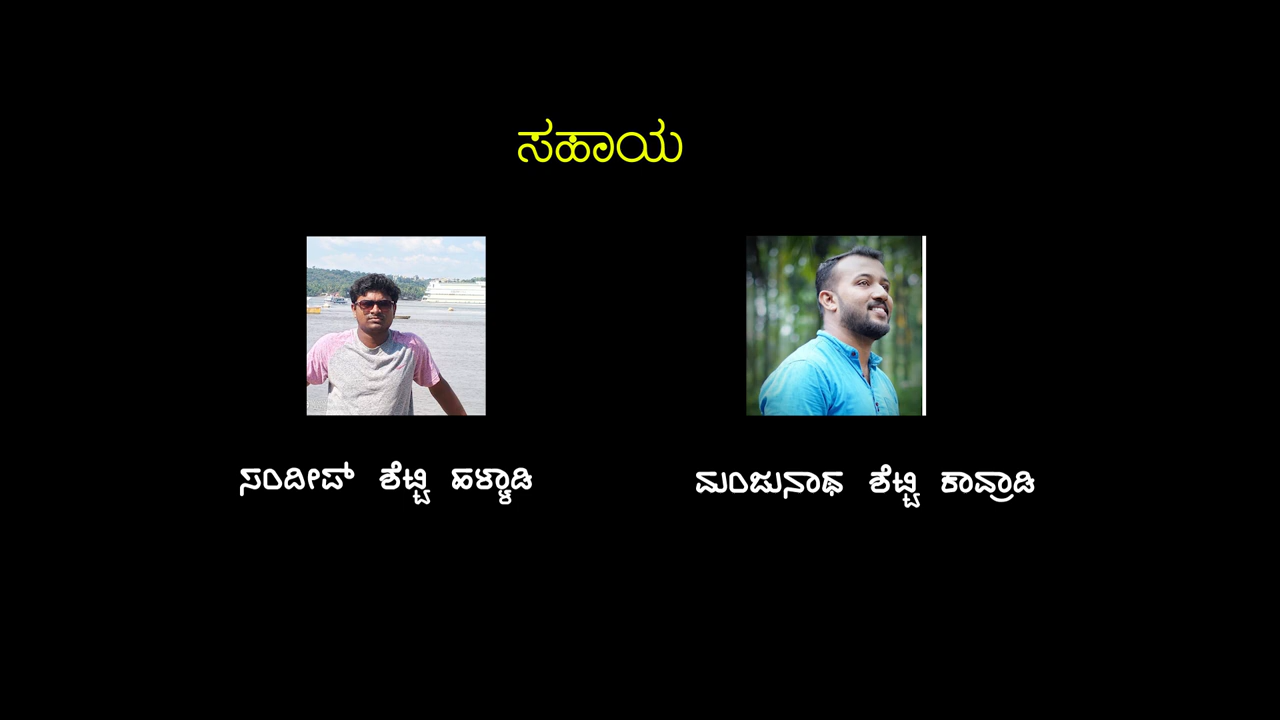 ಸಹಾಯ
ಸಂದೀಪ್ ಶೆಟ್ಟಿ ಹಳ್ನಾಡಿ
ಮಂಜುನಾಥ ಶೆಟ್ಟಿ ಕಾವ್ರಾಡಿ